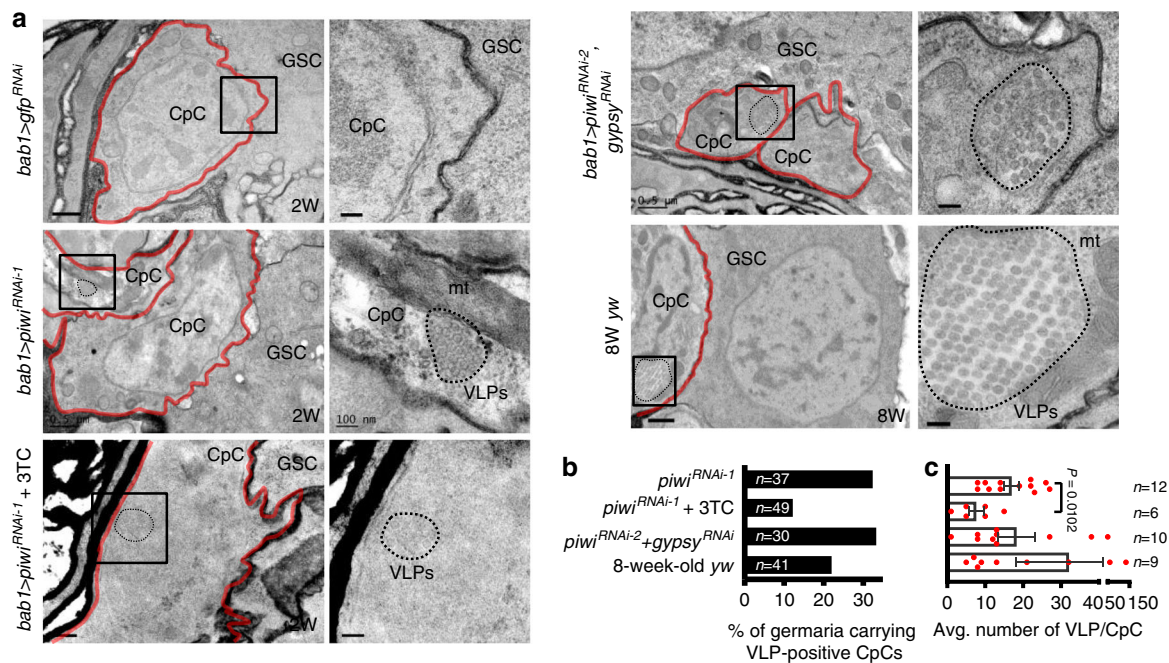 a
bab1>gfpRNAi
GSC
CpC
2W
GSC
CpC
bab1>piwiRNAi-1
CpC
CpC
GSC
0.5 µm
2W
mt
CpC
VLPs
100 nm
bab1>piwiRNAi-1 + 3TC
CpC
GSC
2W
VLPs
bab1>piwiRNAi-2,
gypsyRNAi
GSC
CpC
CpC
0.5 µm
8W yw
GSC
CpC
8W
mt
VLPs
b
piwiRNAi-1
piwiRNAi-1 + 3TC
piwiRNAi-2+gypsyRNAi
8-week-old yw
n=37
n=49
n=30
n=41
0 10 20 30
% of germaria carrying
VLP-positive CpCs
c
P = 0.0102
n=12
n=6
n=10
n=9
0 10 20 30 40 50 150
Avg. number of VLP/CpC